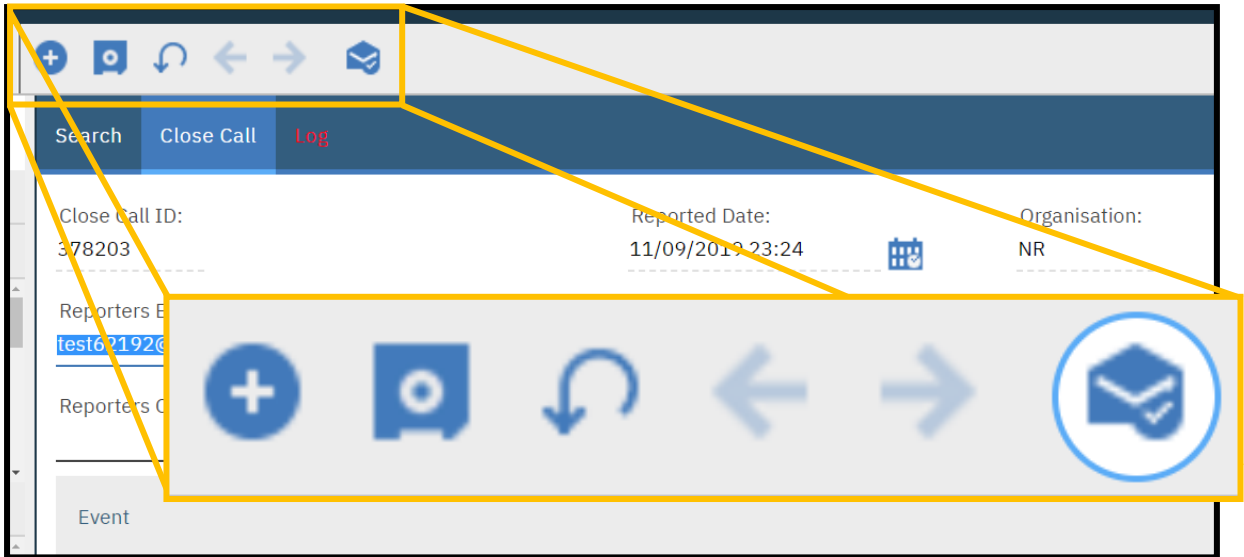 Search Close Call Log
Close Call ID: Reported Date: Organisation:
378203 11/09/2019 23:24 NR
Reporters
test62192@
Reporters
Event